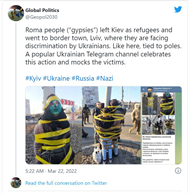 Global Politics
@Geopol2030
Roma people ("gypsies") left Kiev as refugees and
went to border town, Lviv, where they are facing
discrimination by Ukrainians. Like here, tied to poles.
A popular Ukrainian Telegram channel celebrates
this action and mocks the victims.
#Kyiv #Ukraine #Russia #Nazi
5:22 AM · Mar 22, 2022
Read the full conversation on Twitter